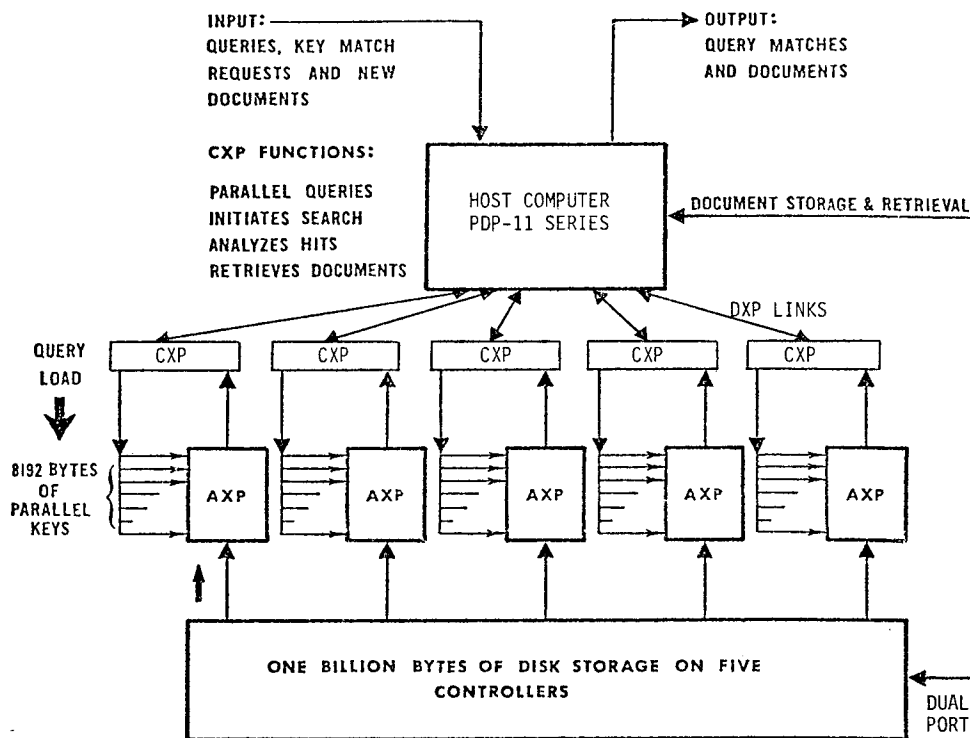 INPUT:
QUERIES, KEY MATCH
REQUESTS AND NEW
DOCUMENTS
OUTPUT:
QUERY MATCHES
AND DOCUMENTS
CXP FUNCTIONS:
PARALLEL QUERIES
INITIATES SEARCH
ANALYZES HITS
RETRIEVES DOCUMENTS
HOST COMPUTER
PDP-11 SERIES
DOCUMENT STORAGE & RETRIEVAL
DXP LINKS
QUERY
LOAD
CXP
CXP
CXP
CXP
CXP
8192 BYTES
OF
PARALLEL
KEYS
AXP
AXP
AXP
AXP
AXP
ONE BILLION BYTES OF DISK STORAGE ON FIVE
CONTROLLERS
DUAL
PORT